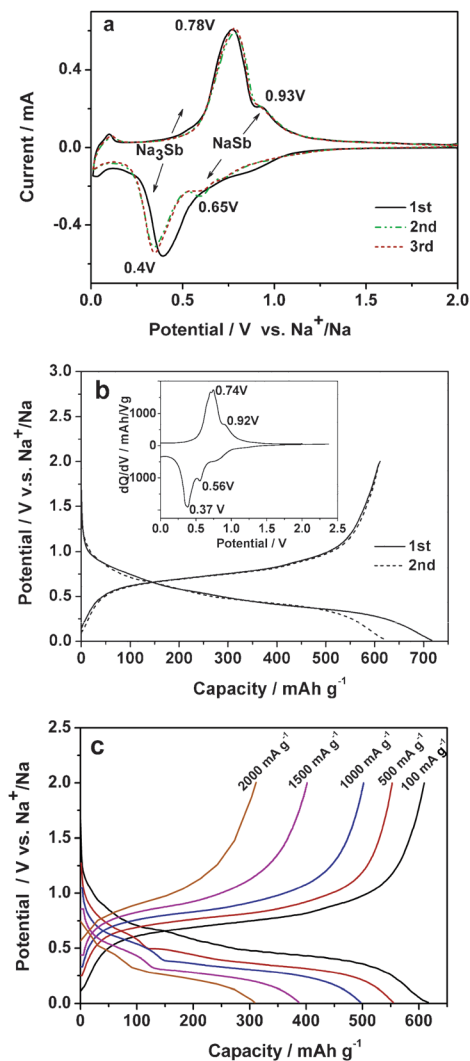 a
0.78V
0.93V
Na3Sb
NaSb
0.65V
0.4V
1st
2nd
3rd
0.6
0.0
-0.4
0.0
0.5
1.0
1.5
2.0
Current / mA
Potential / V vs. Na+/Na
b
0.74V
0.92V
0.56V
0.37 V
1000
0
1000
0.0 0.5 1.0 1.5 2.0 2.5
dQ/dV / mAh/Vg
Potential / V
1st
2nd
3.0
2.5
2.0
1.5
1.0
0.5
0.0
0 100 200 300 400 500 600 700
Potential / V v.s. Na+/Na
Capacity / mAh g-1
c
2000 mA g-1
1500 mA g-1
1000 mA g-1
500 mA g-1
100 mA g-1
2.5
2.0
1.5
1.0
0.5
0.0
0 100 200 300 400 500 600
Potential / V vs. Na+/Na
Capacity / mAh g-1